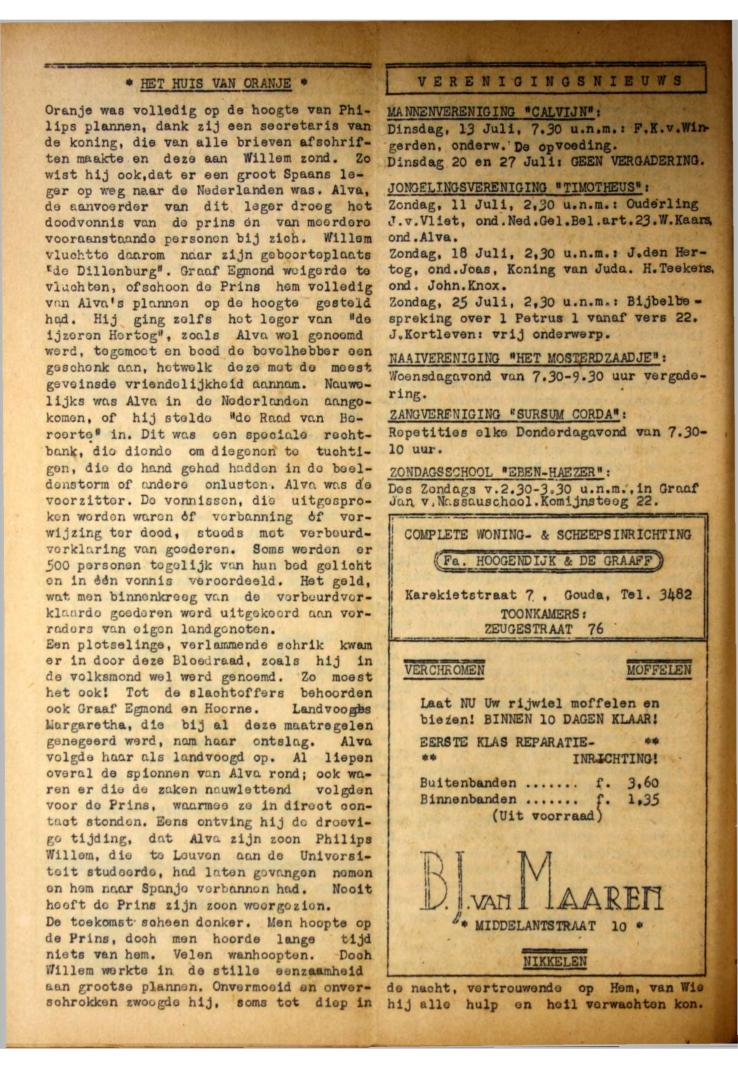 * HET HUIS VAN ORANJE *
Oranje was volledig op de hoogte van Phi-
lips plannen, dank zij een secretaris van
de koning, die van alle brieven afschrif-
ten maakte en deze aan Willem zond. Zo
wist hij ook,dat er een groot Spaans le-
ger op weg naar de Nederlanden was. Alva,
de aanvoerder van dit leger droeg het
doodvonnis van de prins én van meerdere
vooraanstaande personen bij zich. Willem
vluchtte daarom naar zijn geboorteplaats
"de Dillenburg". Graaf Egmond weigerde te
vluchten, ofschoon de Prins hem volledig
van Alva's plannen op de hoogte gesteld
had. Hij ging zelfs het leger van "de
ijzeren Hertog", zoals Alva wel genoemd
werd, tegemoet en bood de bevelhebber een
geschenk aan, hetwelk deze met de meest
geveinsde vriendelijkheid aannam. Nauwe-
lijks was Alva in de Nederlanden aange-
komen, of hij stelde "de Raad van Be-
roerte" in. Dit was een speciale recht-
bank, die diende om diegenen te tuchti-
gen, die de hand gehad hadden in de beel-
denstorm of andere onlusten. Alva was de
voorzitter. De vonnissen, die uitgespro-
ken werden waren óf verbanning óf ver-
wijzing ter dood, steeds met verbeurd-
verklaring van goederen. Soms werden er
500 personen tegelijk van hun bed gelicht
en in één vonnis veroordeeld. Het geld,
wat men binnenkreeg van de verbeurdver-
klaarde goederen werd uitgekeerd aan ver-
raders van eigen landgenoten.
Een plotselinge, verlammende schrik kwam
er in door deze Bloedraad, zoals hij in
de volksmond wel werd genoemd. Zo moest
het ook! Tot de slachtoffers behoorden
ook Graaf Egmond en Hoorne. Landvoogdes
Margaretha, die bij al deze maatregelen
genegeerd werd, nam haar ontslag. Alva
volgde haar als landvoogd op. Al liepen
overal de spionnen van Alva rond; ook wa-
ren er die de zaken nauwlettend volgden
voor de Prins, waarmee ze in direct con-
tact stonden. Eens ontving hij de droevi-
ge tijding, dat Alva zijn zoon Philips
Willem, die te Leuven aan de Universi-
teit studeerde, had laten gevangen nemen
en hem naar Spanje verbannen had. Nooit
heeft de Prins zijn zoon weergezien.
De toekomst scheen donker. Men hoopte op
de Prins, doch men hoorde lange tijd
niets van hem. Velen wanhoopten. Doch
Willem werkte in de stille eenzaamheid
aan grootse plannen. Onvermoeid en onver-
schrokken zwoegde hij, soms tot diep in
de nacht, vertrouwende op Hem, van Wie
hij alle hulp en heil verwachten kon.
VERENIGINGSNIEUWS
MANNENVERENIGING "CALVIJN":
Dinsdag, 13 Juli, 7.30 u.n.m.: F.K.v.Win-
gerden, onderw. De opvoeding.
Dinsdag 20 en 27 Juli: GEEN VERGADERING.
JONGELINGSVERENIGING "TIMOTHEUS":
Zondag, 11 Juli, 2,30 u.n.m.: Ouderling
J.v.Vliet, ond.Ned.Gel.Bel.art.23.W.Kaars,
ond.Alva.
Zondag, 18 Juli, 2,30 u.n.m.: J.den Her-
tog, ond.Joas, Koning van Juda. H.Teekens,
ond. John.Knox.
Zondag, 25 Juli, 2,30 u.n.m.: Bijbelbe-
spreking over 1 Petrus 1 vanaf vers 22.
J.Kortleven: vrij onderwerp.
NAAIVERENIGING "HET MOSTERDZAADJE":
Woensdagavond van 7.30-9.30 uur vergade-
ring.
ZANGVERENIGING "SURSUM CORDA":
Repetities elke Donderdagavond van 7.30-
10 uur.
ZONDAGSSCHOOL "EBEN-HAEZER":
Des Zondags v.2.30-3.30 u.n.m., in Graaf
Jan v.Nassauschool.Komijnsteeg 22.
COMPLETE WONING- & SCHEEPSINRICHTING
Fa. HOOGENDIJK & DE GRAAFF
Karekietstraat 7 , Gouda, Tel. 3482
TOONKAMERS:
ZEUGESTRAAT 76
VERCHROMEN MOFFELEN
Laat NU Uw rijwiel moffelen en
biezen! BINNEN 10 DAGEN KLAAR!
EERSTE KLAS REPARATIE- **
** INRICHTING!
Buitenbanden ....... f. 3,60
Binnenbanden ....... f. 1,35
(Uit voorraad)
B.J. VAN MAAREN
* MIDDELANTSTRAAT 10 *
NIKKELEN